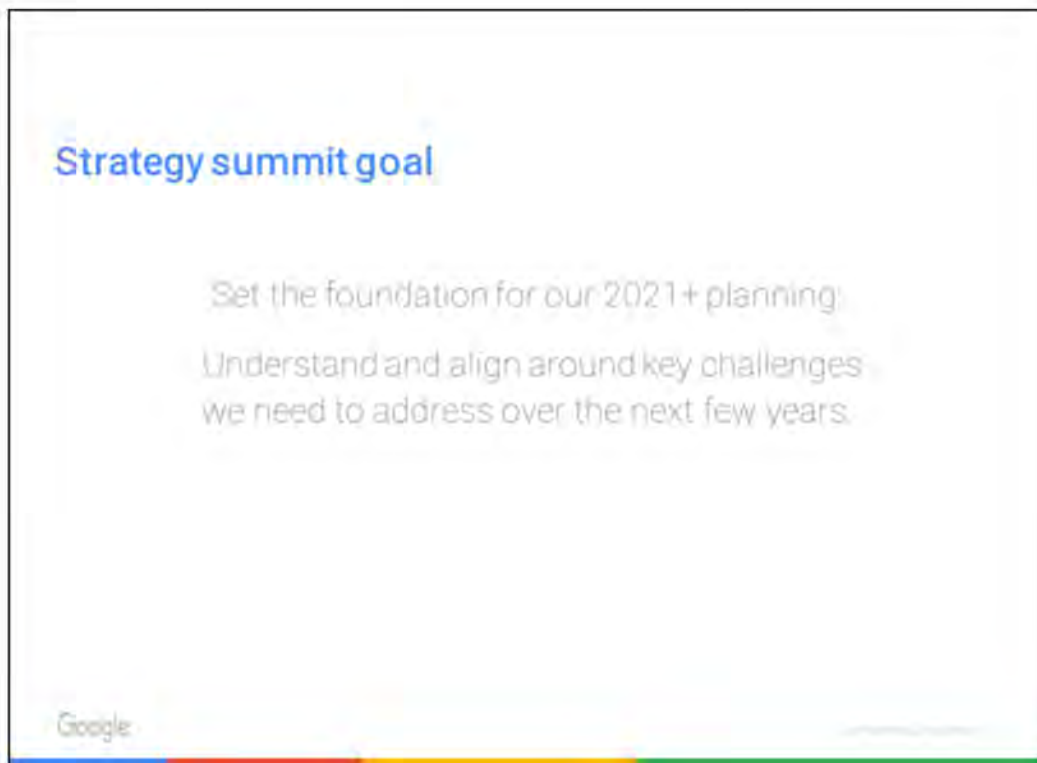 Strategy summit goal
Set the foundation for our 2021+ planning:
Understand and align around key challenges
we need to address over the next few years.
Google